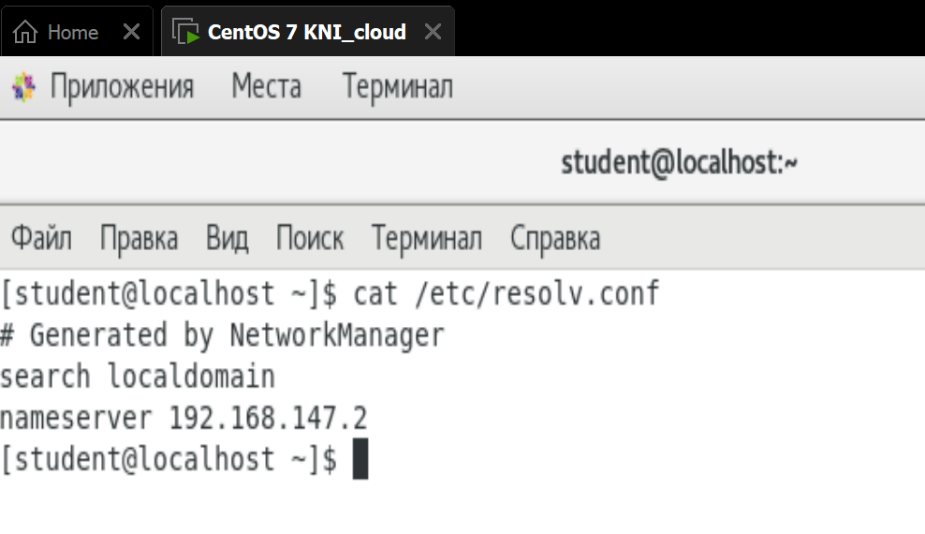 Home
CentOS 7 KNI_cloud
Приложения Места Терминал
student@localhost:~
Файл Правка Вид Поиск Терминал Справка
[student@localhost ~]$ cat /etc/resolv.conf
# Generated by NetworkManager
search localdomain
nameserver 192.168.147.2
[student@localhost ~]$